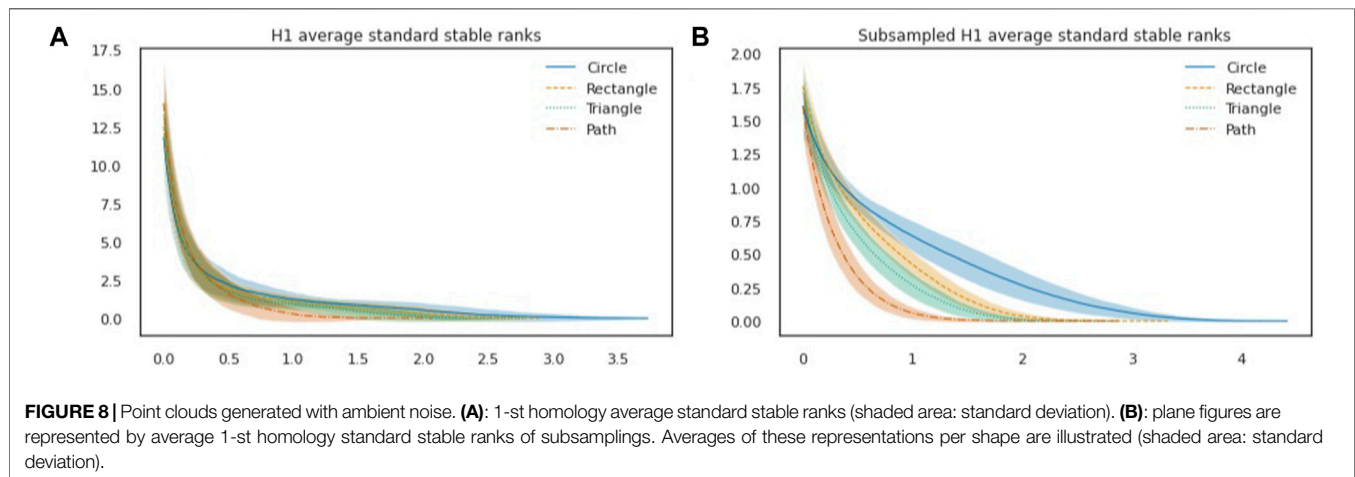 A
H1 average standard stable ranks
17.5
15.0
12.5
10.0
7.5
5.0
2.5
0.0
Circle
Rectangle
Triangle
Path
0.0 0.5 1.0 1.5 2.0 2.5 3.0 3.5
B
Subsampled H1 average standard stable ranks
2.00
1.75
1.50
1.25
1.00
0.75
0.50
0.25
0.00
Circle
Rectangle
Triangle
Path
0 1 2 3 4
FIGURE 8 | Point clouds generated with ambient noise. (A): 1-st homology average standard stable ranks (shaded area: standard deviation). (B): plane figures are
represented by average 1-st homology standard stable ranks of subsamplings. Averages of these representations per shape are illustrated (shaded area: standard
deviation).